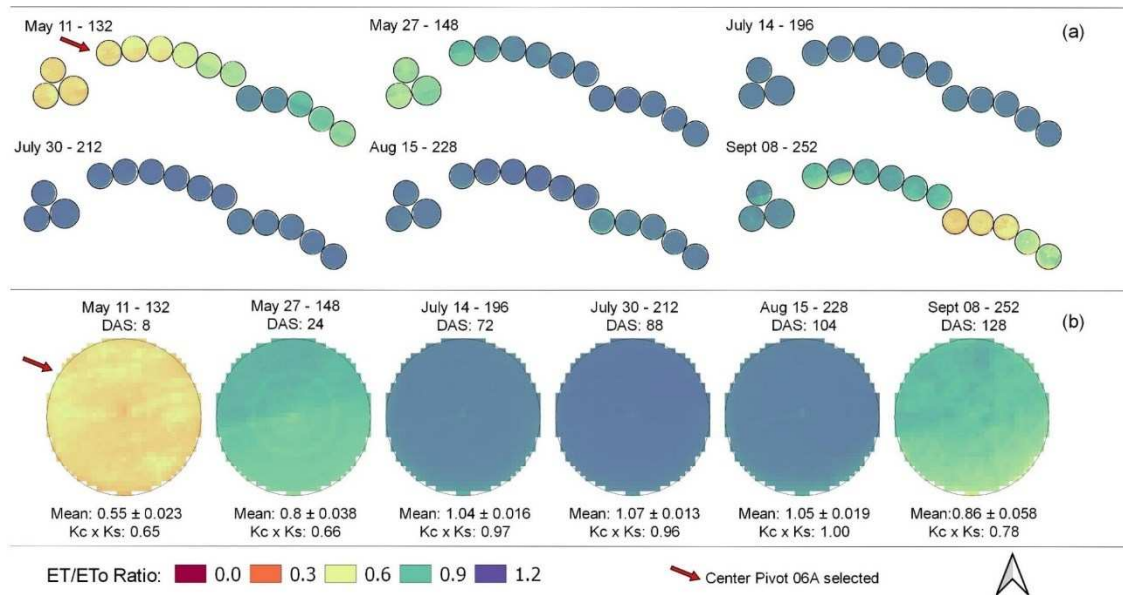 May 11 - 132
May 27 - 148
July 14 - 196
(a)
July 30 - 212
Aug 15 - 228
Sept 08 - 252
May 11 - 132
DAS: 8
May 27 - 148
DAS: 24
July 14 - 196
DAS: 72
July 30 - 212
DAS: 88
Aug 15 - 228
DAS: 104
Sept 08 - 252
DAS: 128
(b)
Mean: 0.55 ± 0.023
Kc x Ks: 0.65
Mean: 0.8 ± 0.038
Kc x Ks: 0.66
Mean: 1.04 ± 0.016
Kc x Ks: 0.97
Mean: 1.07 ± 0.013
Kc x Ks: 0.96
Mean: 1.05 ± 0.019
Kc x Ks: 1.00
Mean:0.86 ± 0.058
Kc x Ks: 0.78
ET/ETo Ratio: 0.0 0.3 0.6 0.9 1.2
Center Pivot 06A selected